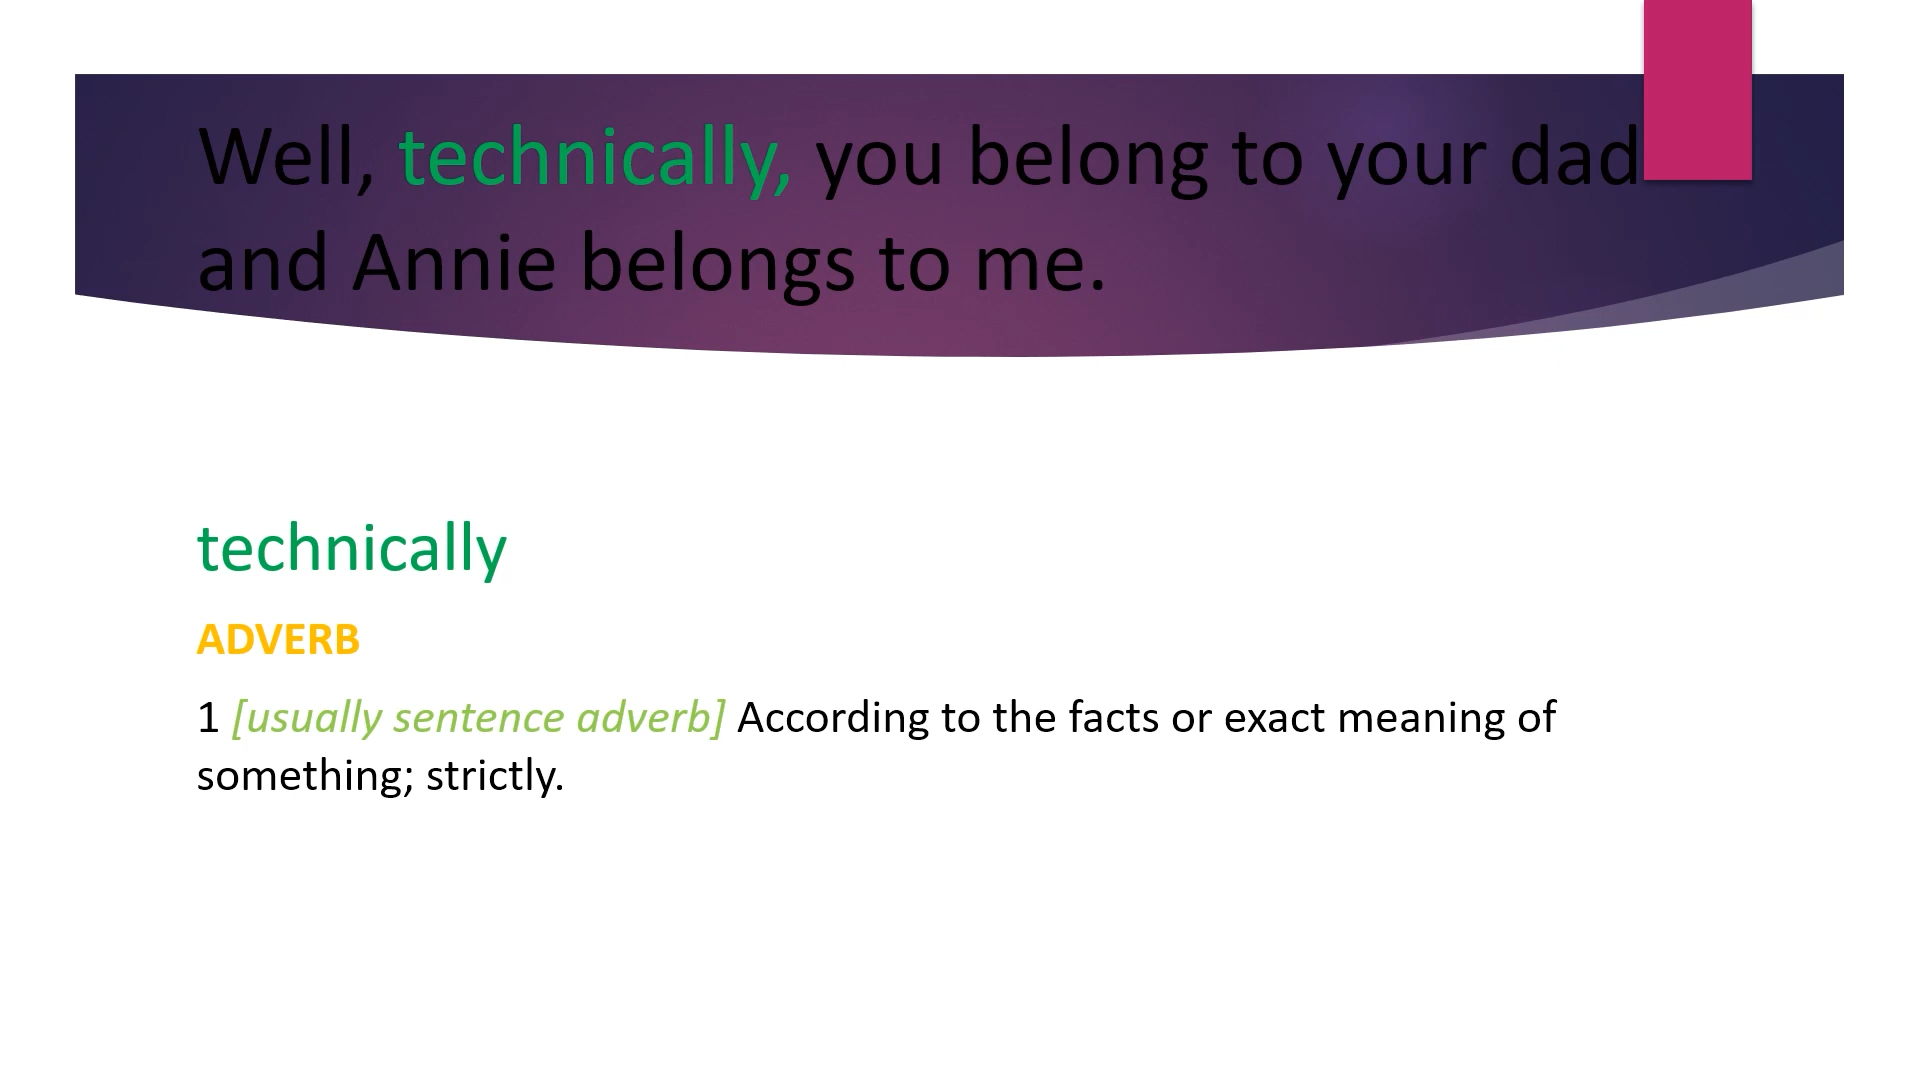 Well, technically, you belong to your dad
and Annie belongs to me.
technically
ADVERB
1 [usually sentence adverb] According to the facts or exact meaning of
something; strictly.